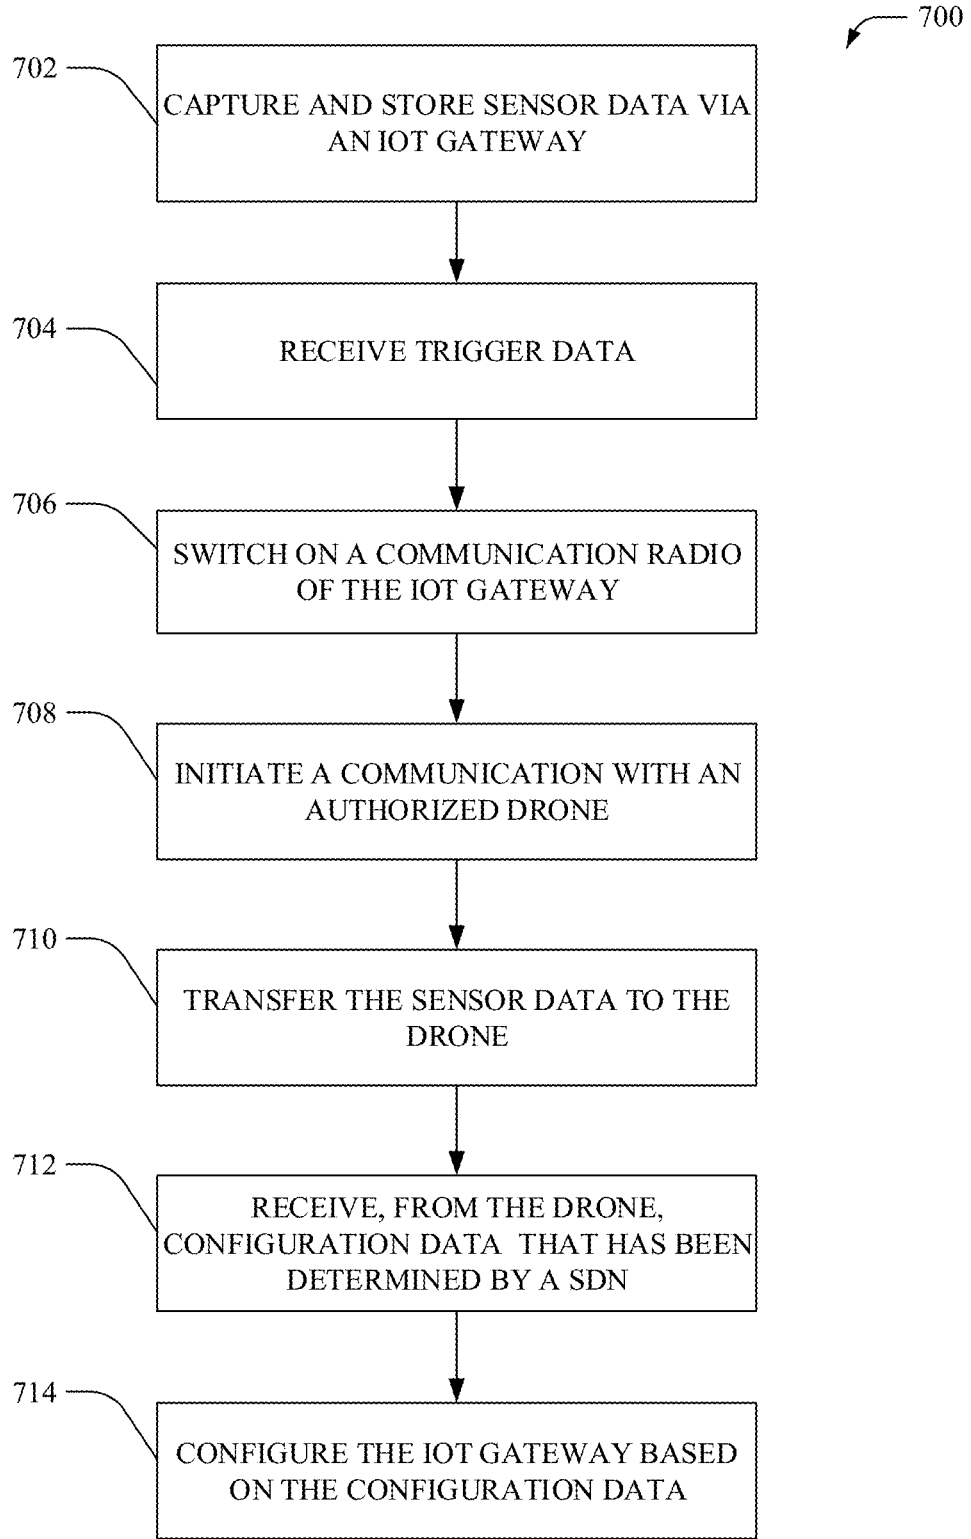 700
702
CAPTURE AND STORE SENSOR DATA VIA
AN IOT GATEWAY
704
RECEIVE TRIGGER DATA
706
SWITCH ON A COMMUNICATION RADIO
OF THE IOT GATEWAY
708
INITIATE A COMMUNICATION WITH AN
AUTHORIZED DRONE
710
TRANSFER THE SENSOR DATA TO THE
DRONE
712
RECEIVE, FROM THE DRONE,
CONFIGURATION DATA THAT HAS BEEN
DETERMINED BY A SDN
714
CONFIGURE THE IOT GATEWAY BASED
ON THE CONFIGURATION DATA